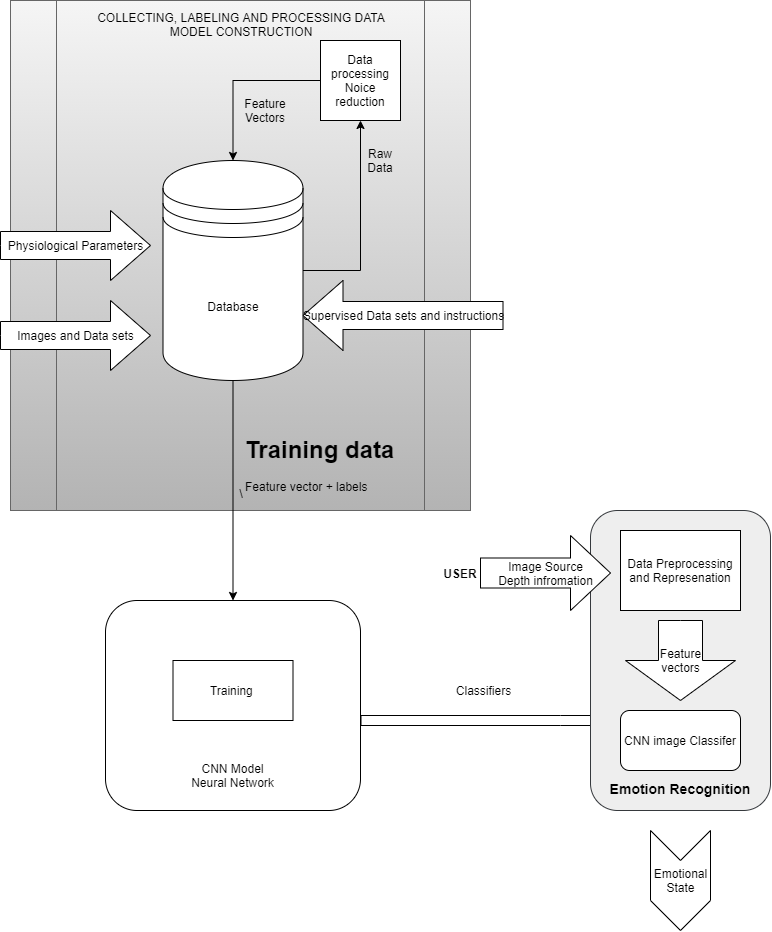 COLLECTING, LABELING AND PROCESSING DATA
MODEL CONSTRUCTION
Data
processing
Noice
reduction
Feature
Vectors
Raw
Data
Physiological Parameters
Database
Supervised Data sets and instructions
Images and Data sets
Training data
\ Feature vector + labels
USER
Image Source
Depth infromation
Data Preprocessing
and Represenation
Feature
vectors
Training
Classifiers
CNN image Classifer
CNN Model
Neural Network
Emotion Recognition
Emotional
State